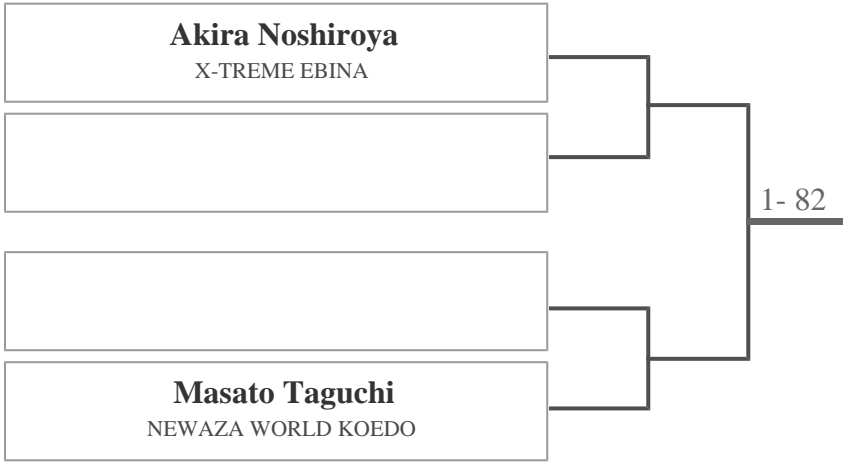 Akira Noshiroya
X-TREME EBINA
1- 82
Masato Taguchi
NEWAZA WORLD KOEDO